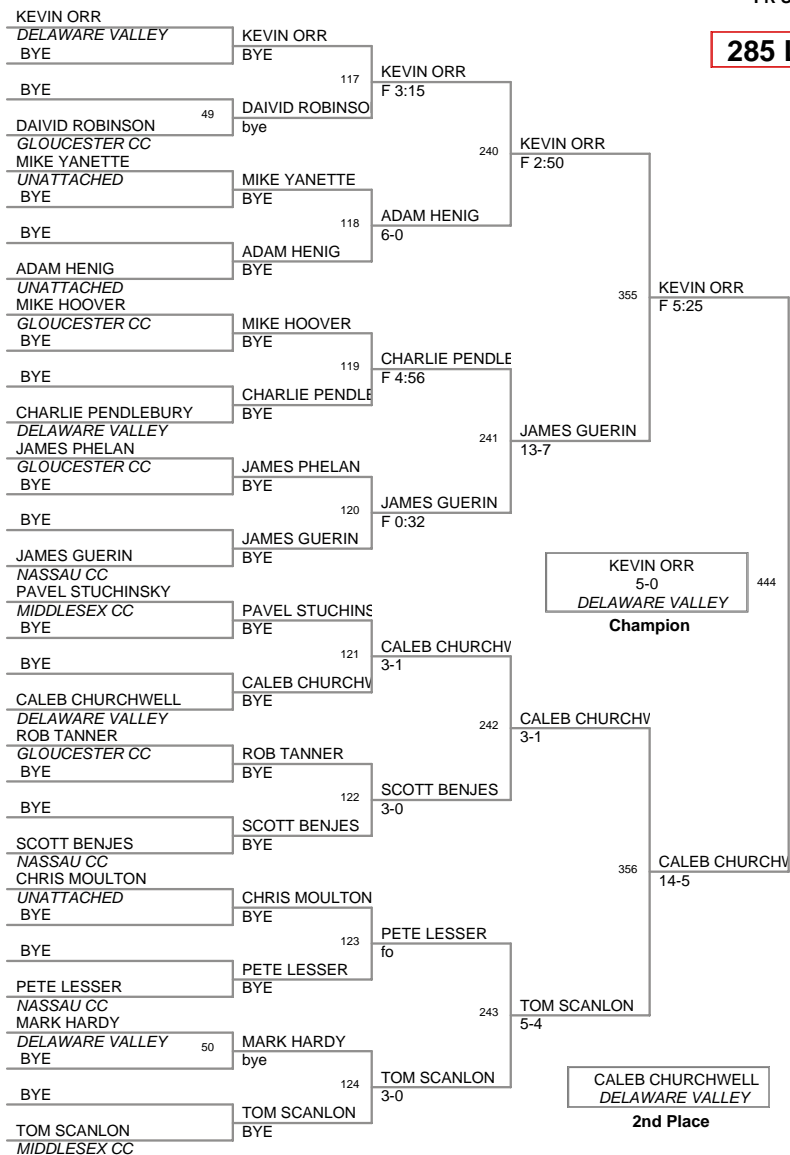 285
KEVIN ORR
DELAWARE VALLEY
BYE
BYE
49
DAIVID ROBINSON
GLOUCESTER CC
MIKE YANETTE
UNATTACHED
BYE
BYE
ADAM HENIG
UNATTACHED
MIKE HOOVER
GLOUCESTER CC
BYE
BYE
CHARLIE PENDLEBURY
DELAWARE VALLEY
JAMES PHELAN
GLOUCESTER CC
BYE
BYE
JAMES GUERIN
NASSAU CC
PAVEL STUCHINSKY
MIDDLESEX CC
BYE
BYE
CALEB CHURCHWELL
DELAWARE VALLEY
ROB TANNER
GLOUCESTER CC
BYE
BYE
SCOTT BENJES
NASSAU CC
CHRIS MOULTON
UNATTACHED
BYE
BYE
PETE LESSER
NASSAU CC
MARK HARDY
DELAWARE VALLEY
50
BYE
BYE
TOM SCANLON
MIDDLESEX CC
KEVIN ORR
BYE
117
DAIVID ROBINSO
bye
MIKE YANETTE
BYE
118
ADAM HENIG
BYE
MIKE HOOVER
BYE
119
CHARLIE PENDLE
BYE
JAMES PHELAN
BYE
120
JAMES GUERIN
BYE
PAVEL STUCHINS
BYE
121
CALEB CHURCHW
BYE
ROB TANNER
BYE
122
SCOTT BENJES
BYE
CHRIS MOULTON
BYE
123
PETE LESSER
BYE
MARK HARDY
bye
124
TOM SCANLON
BYE
KEVIN ORR
F 3:15
240
ADAM HENIG
6-0
CHARLIE PENDLE
F 4:56
241
JAMES GUERIN
F 0:32
CALEB CHURCHW
3-1
242
SCOTT BENJES
3-0
PETE LESSER
fo
243
TOM SCANLON
3-0
KEVIN ORR
F 2:50
355
JAMES GUERIN
13-7
CALEB CHURCHW
3-1
356
TOM SCANLON
5-4
KEVIN ORR
F 5:25
444
CALEB CHURCHW
14-5
KEVIN ORR
5-0
DELAWARE VALLEY
Champion
CALEB CHURCHWELL
DELAWARE VALLEY
2nd Place